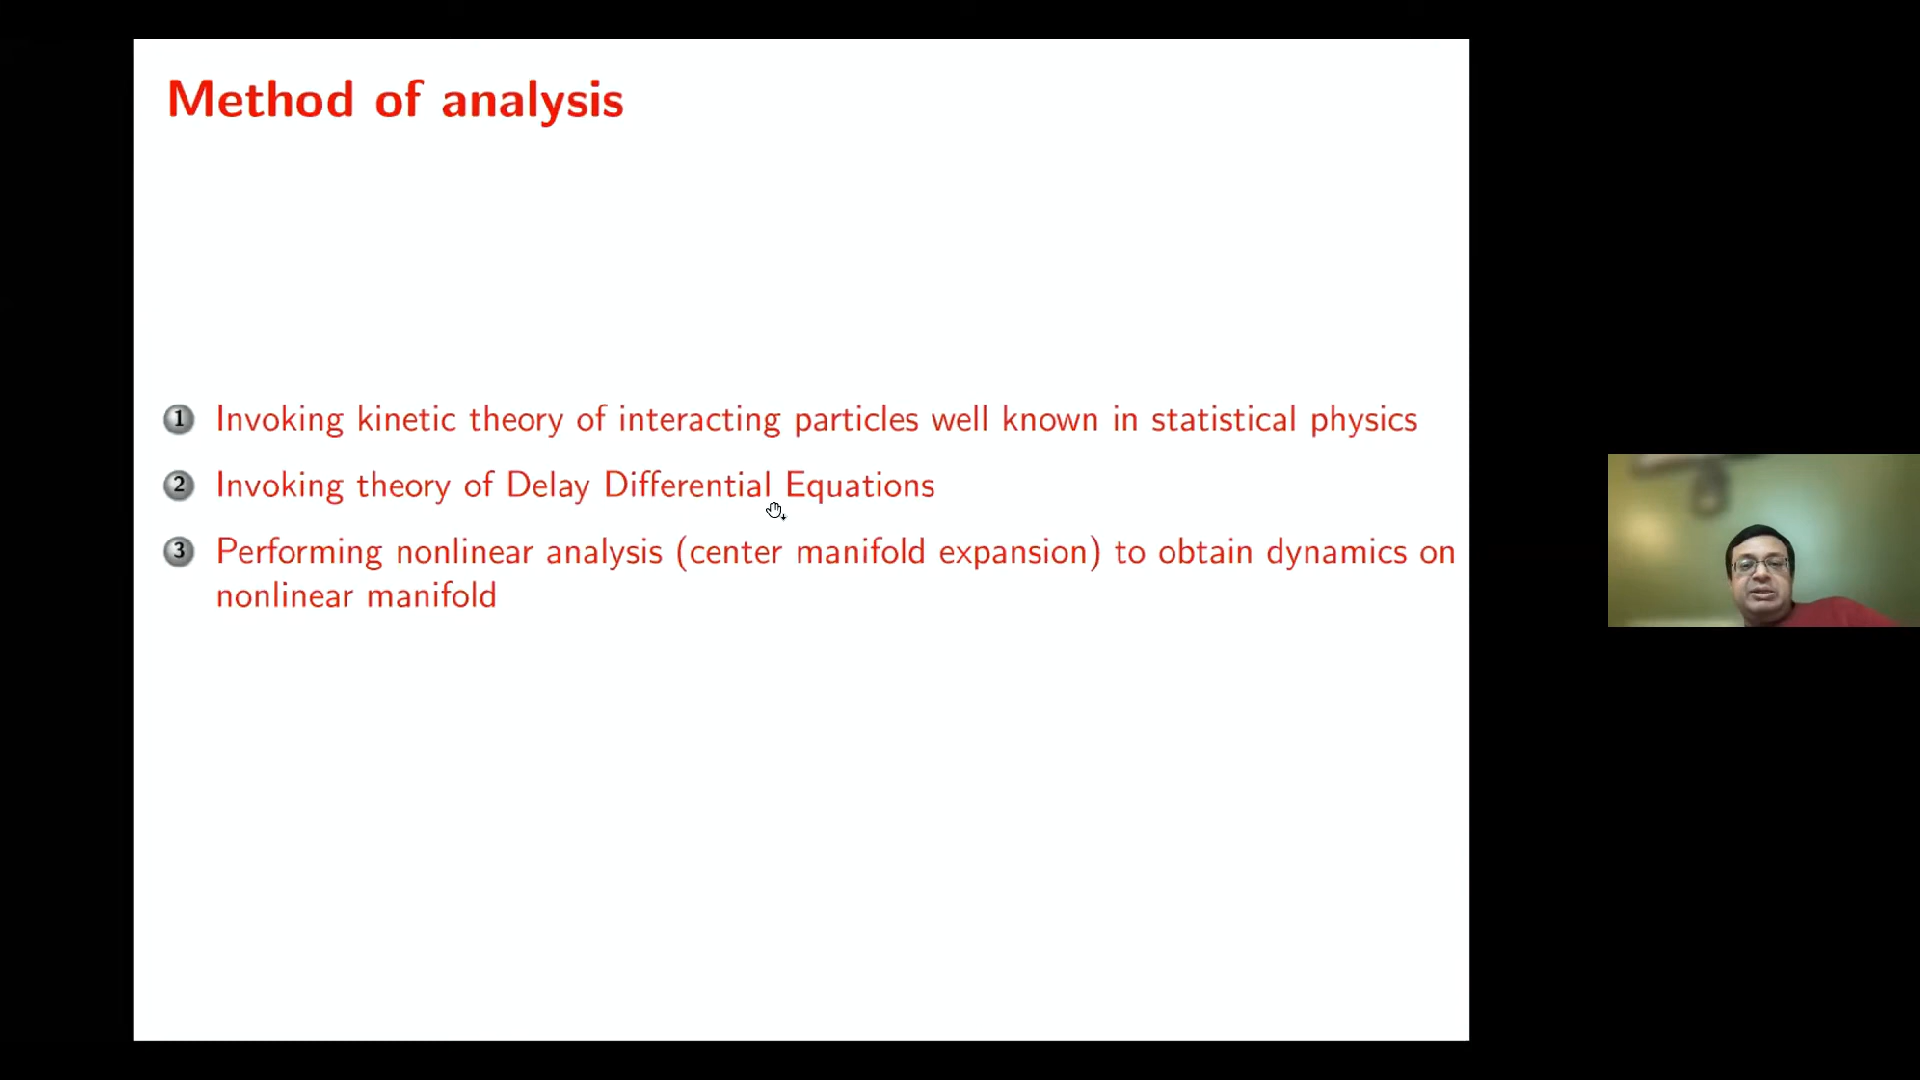 Method of analysis
1 Invoking kinetic theory of interacting particles well known in statistical physics
2 Invoking theory of Delay Differential Equations
3 Performing nonlinear analysis (center manifold expansion) to obtain dynamics on
nonlinear manifold